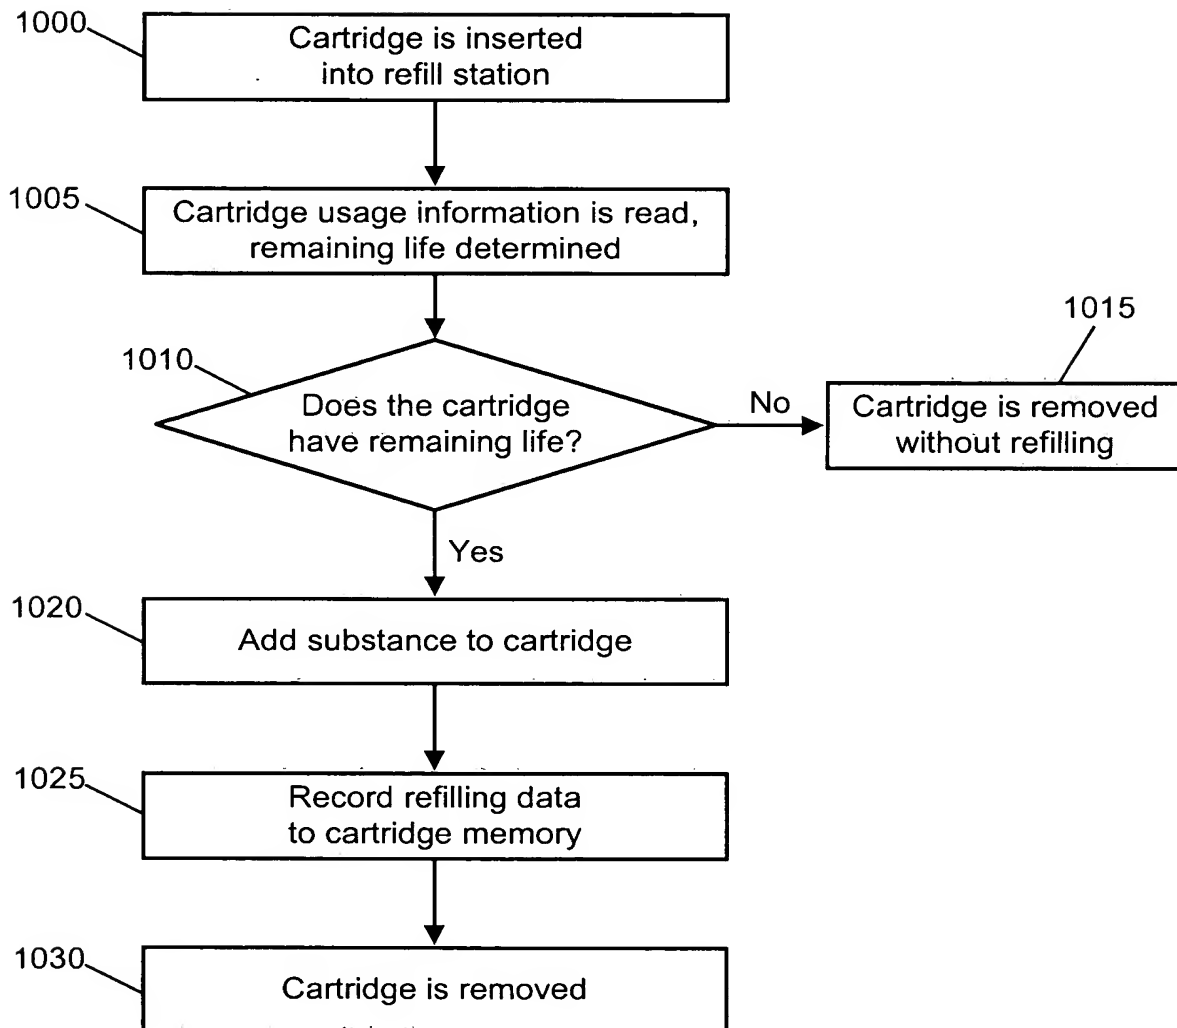 1000
Cartridge is inserted
into refill station
1005
Cartridge usage information is read,
remaining life determined
1010
Does the cartridge
have remaining life?
No
1015
Cartridge is removed
without refilling
Yes
1020
Add substance to cartridge
1025
Record refilling data
to cartridge memory
1030
Cartridge is removed